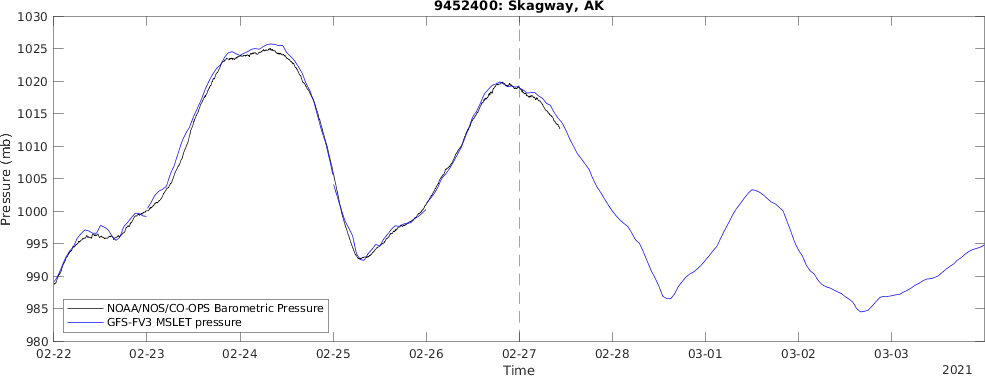 9452400: Skagway, AK
1030
1025
1020
1015
1010
1005
1000
995
990
985
980
Pressure (mb)
NOAA/NOS/CO-OPS Barometric Pressure
GFS-FV3 MSLET pressure
02-22 02-23 02-24 02-25 02-26 02-27 02-28 03-01 03-02 03-03
Time
2021